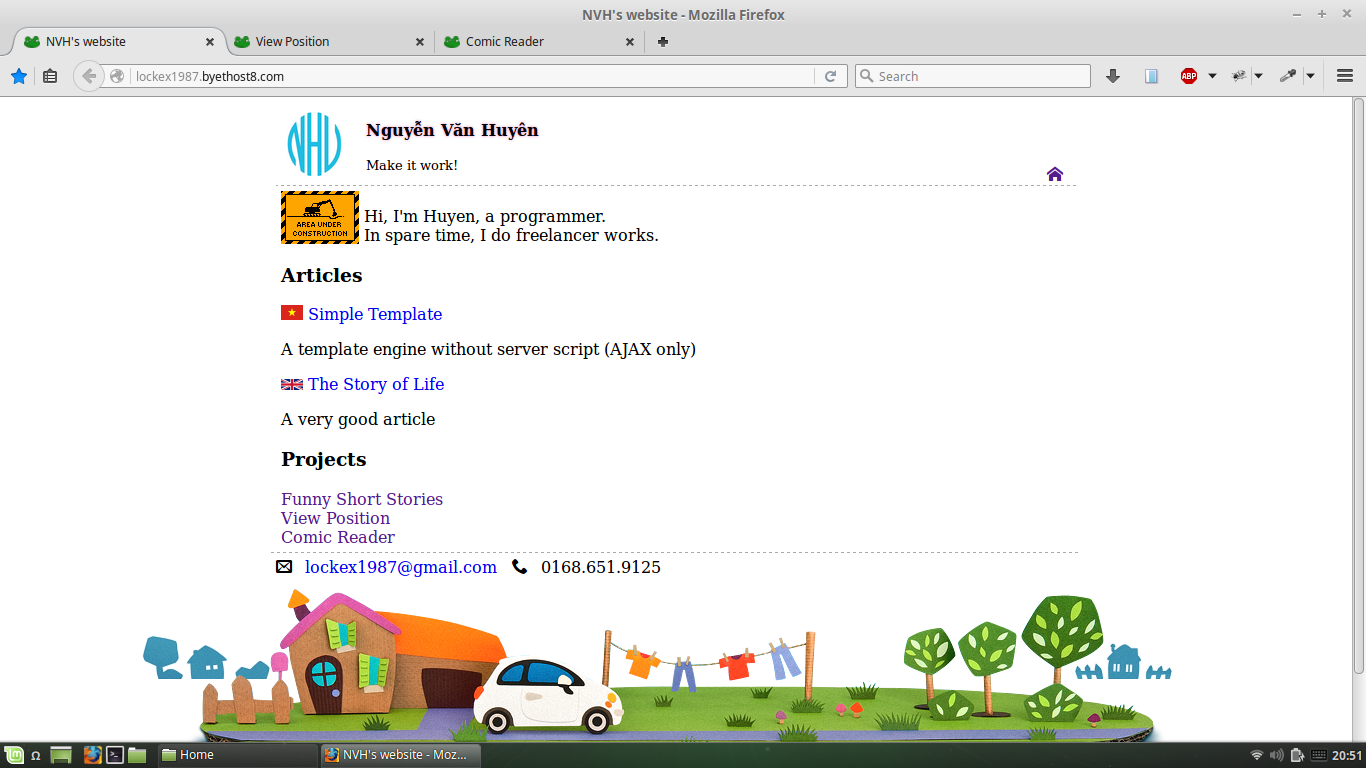 NVH's website - Mozilla Firefox
NVH's website
View Position
Comic Reader
lockex1987.byethost8.com
Search
ABP
NHV
Nguyễn Văn Huyên
Make it work!
AREA UNDER
CONSTRUCTION
Hi, I'm Huyen, a programmer.
In spare time, I do freelancer works.
Articles
Simple Template
A template engine without server script (AJAX only)
The Story of Life
A very good article
Projects
Funny Short Stories
View Position
Comic Reader
lockex1987@gmail.com 0168.651.9125
Ω
Home
NVH's website - Moz...
20:51